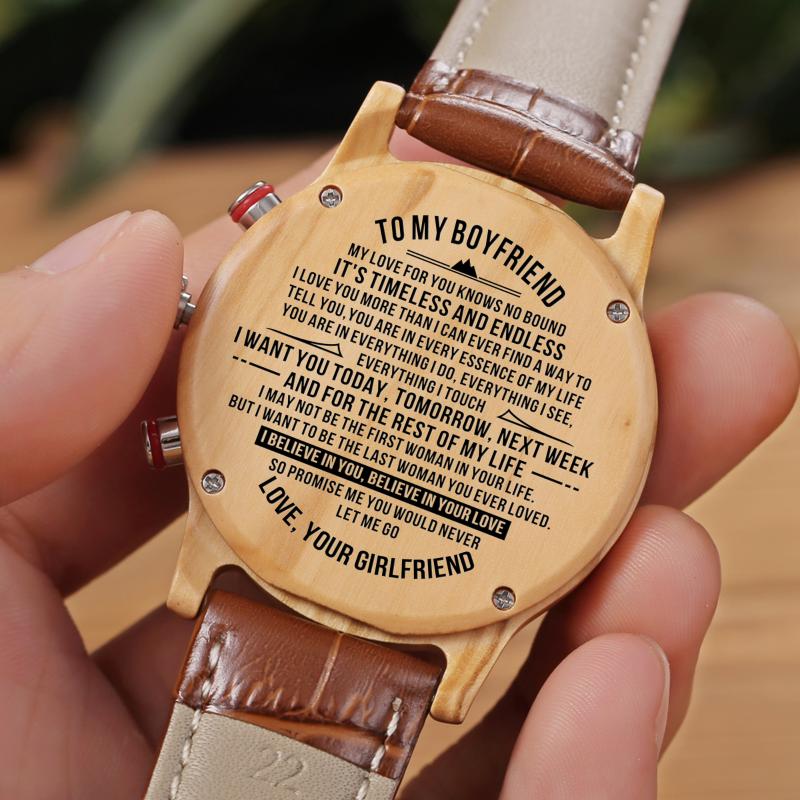 TO MY BOYFRIEND
MY LOVE FOR YOU KNOWS NO BOUND
IT'S TIMELESS AND ENDLESS
I LOVE YOU MORE THAN I CAN EVER FIND A WAY TO
TELL YOU, YOU ARE IN EVERY ESSENCE OF MY LIFE
YOU ARE IN EVERYTHING I DO, EVERYTHING I SEE,
EVERYTHING I TOUCH
I WANT YOU TODAY, TOMORROW, NEXT WEEK
AND FOR THE REST OF MY LIFE
I MAY NOT BE THE FIRST WOMAN IN YOUR LIFE.
BUT I WANT TO BE THE LAST WOMAN YOU EVER LOVED.
I BELIEVE IN YOU, BELIEVE IN YOUR LOVE
SO PROMISE ME YOU WOULD NEVER
LET ME GO
LOVE, YOUR GIRLFRIEND
22